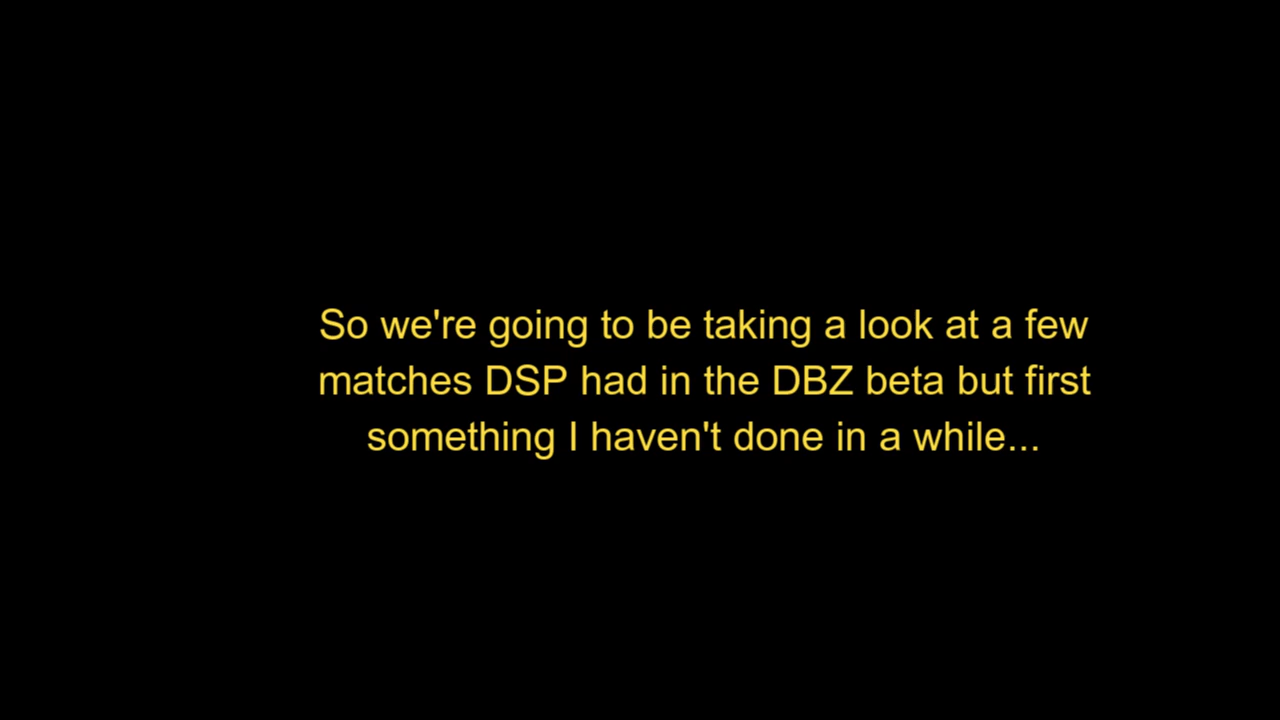 So we're going to be taking a look at a few
matches DSP had in the DBZ beta but first
something I haven't done in a while...